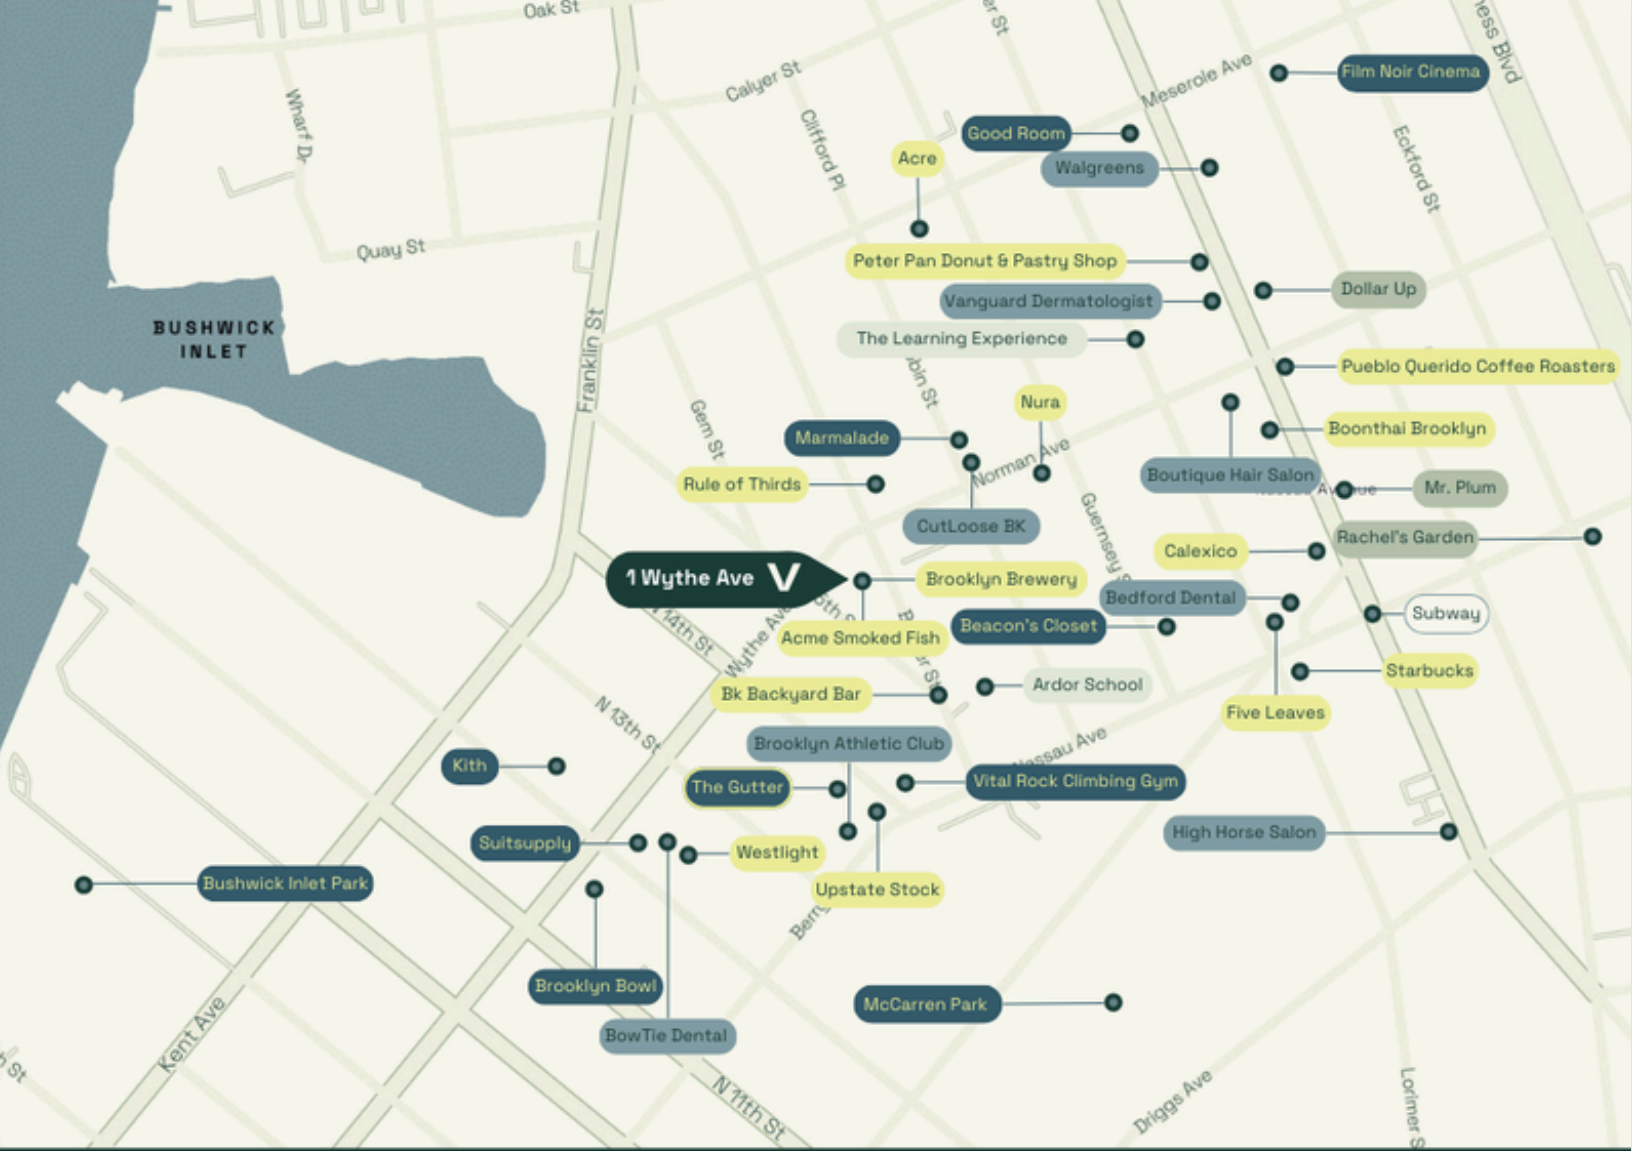 Oak St
Calyer St
Meserole Ave
Film Noir Cinema
Wharf Dr
Clifford Pl
Good Room
Eckford St
Acre
Walgreens
Quay St
Peter Pan Donut & Pastry Shop
Vanguard Dermatologist
Dollar Up
BUSHWICK
INLET
The Learning Experience
Franklin St
Pueblo Querido Coffee Roasters
Nura
Gem St
Marmalade
Boonthai Brooklyn
Norman Ave
Boutique Hair Salon
Rule of Thirds
Mr. Plum
CutLoose BK
Guernsey S
Rachel's Garden
Calexico
1 Wythe Ave V
Brooklyn Brewery
Bedford Dental
Subway
Beacon's Closet
Acme Smoked Fish
N 14th St
Wythe Ave
Starbucks
Ardor School
Bk Backyard Bar
Five Leaves
N 13th St
Brooklyn Athletic Club
Nassau Ave
Kith
The Gutter
Vital Rock Climbing Gym
High Horse Salon
Suitsupply
Westlight
Bushwick Inlet Park
Upstate Stock
Brooklyn Bowl
McCarren Park
BowTie Dental
Kent Ave
N 11th St
Driggs Ave
Lorimer S